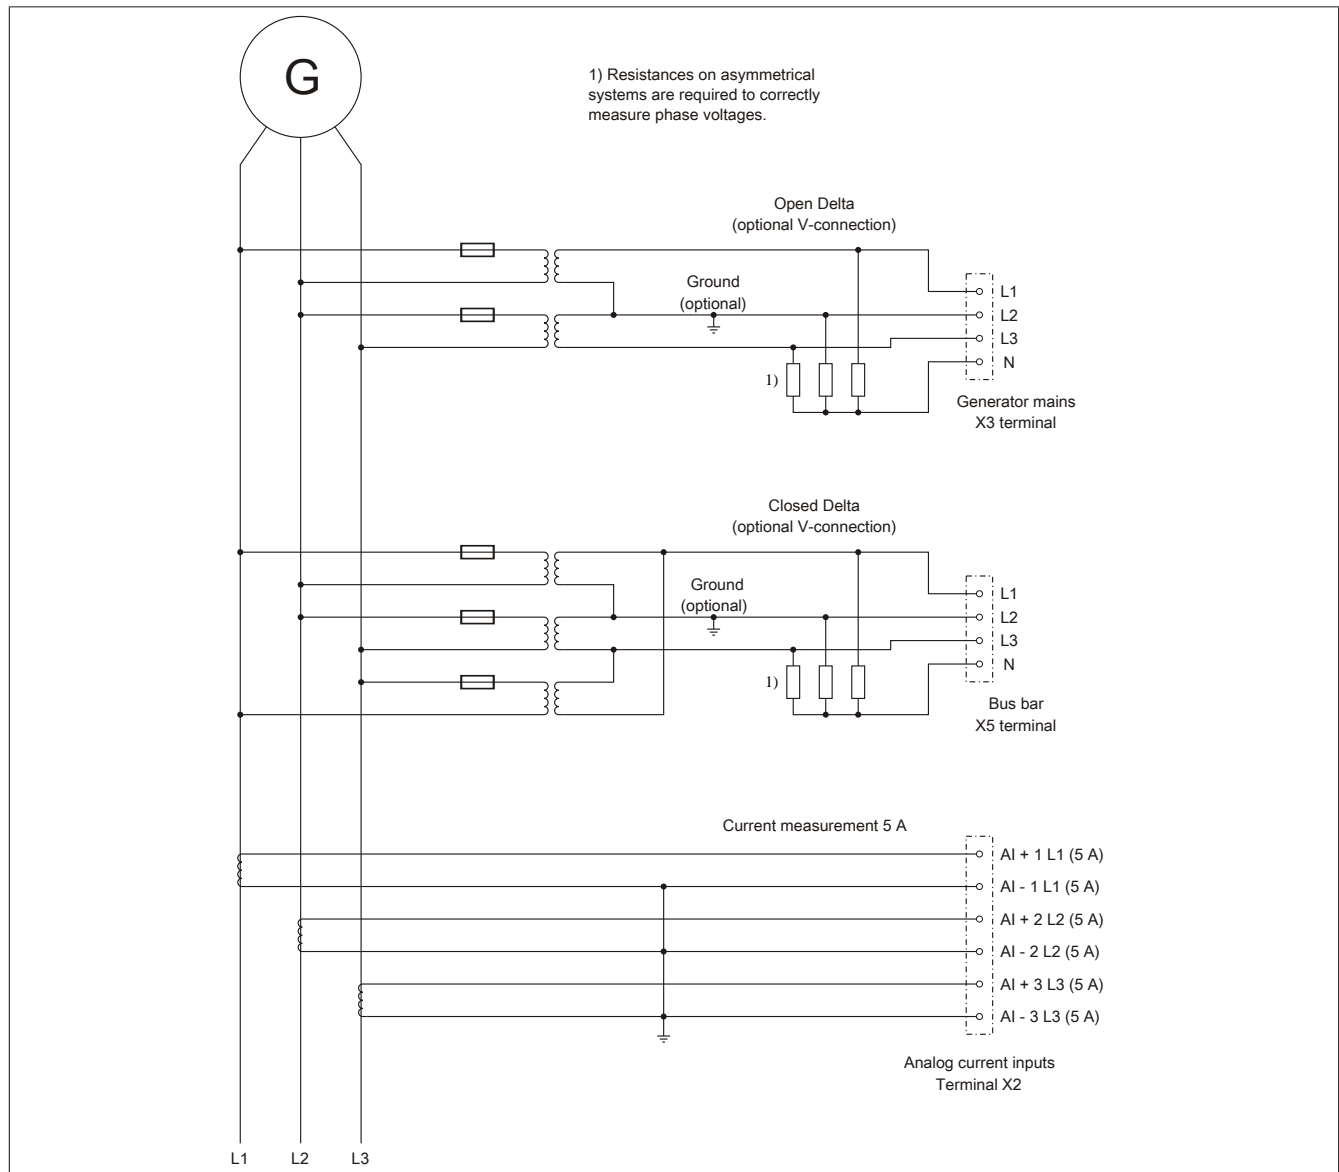 G
1) Resistances on asymmetrical
systems are required to correctly
measure phase voltages.
Open Delta
(optional V-connection)
Ground
(optional)
L1
L2
L3
N
1)
Generator mains
X3 terminal
Closed Delta
(optional V-connection)
Ground
(optional)
L1
L2
L3
N
1)
Bus bar
X5 terminal
Current measurement 5 A
AI + 1 L1 (5 A)
AI - 1 L1 (5 A)
AI + 2 L2 (5 A)
AI - 2 L2 (5 A)
AI + 3 L3 (5 A)
AI - 3 L3 (5 A)
Analog current inputs
Terminal X2
L1 L2 L3